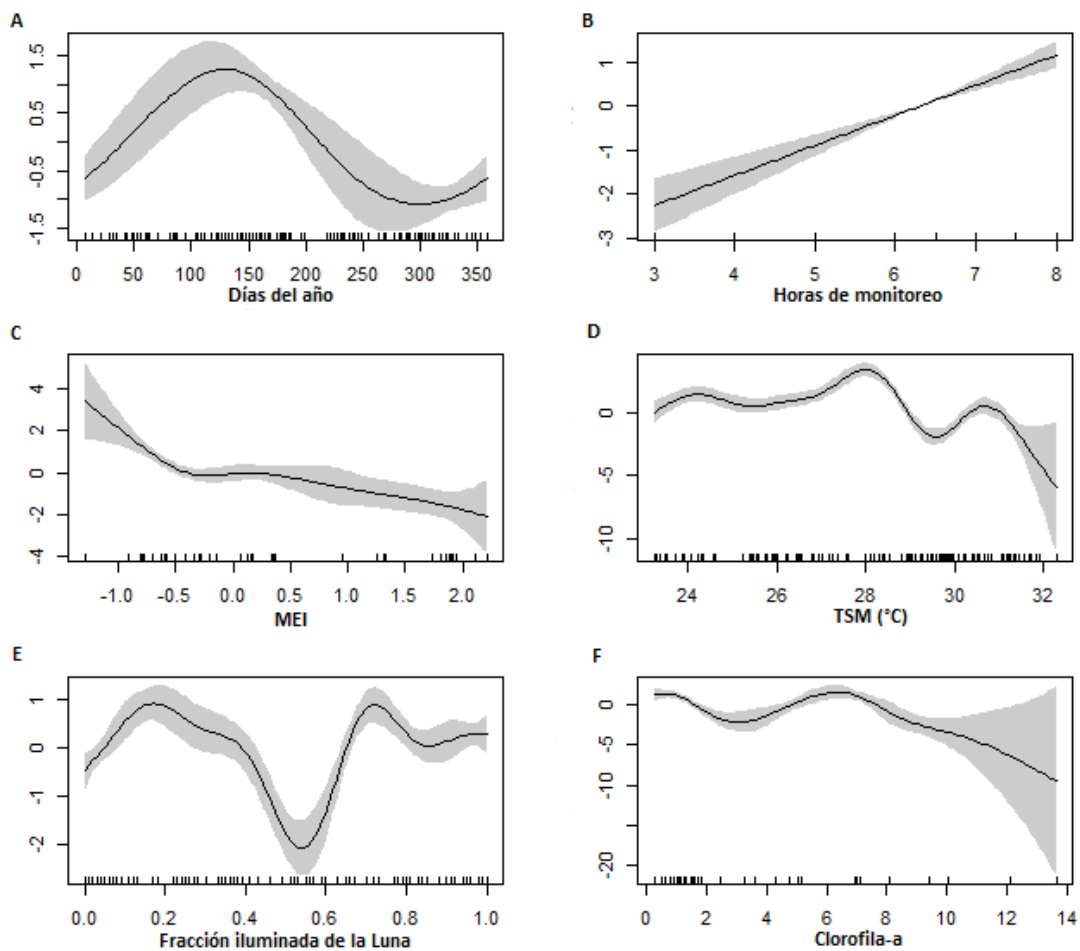 A
1.5
0.5
-0.5
-1.5
0 50 100 150 200 250 300 350
Días del año
B
1
0
-1
-2
-3
3 4 5 6 7 8
Horas de monitoreo
C
4
2
0
-2
-4
-1.0 -0.5 0.0 0.5 1.0 1.5 2.0
MEI
D
0
-5
-10
24 26 28 30 32
TSM (°C)
E
1
0
-1
-2
0.0 0.2 0.4 0.6 0.8 1.0
Fracción iluminada de la Luna
F
0
-5
-10
-20
0 2 4 6 8 10 12 14
Clorofila-a